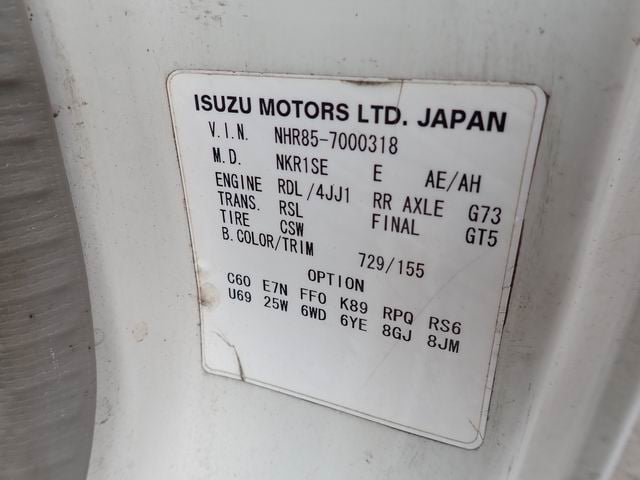 ISUZU MOTORS LTD. JAPAN
V.I.N. NHR85-7000318
M.D. NKR1SE E AE/AH
ENGINE RDL/4JJ1 RR AXLE G73
TRANS. RSL FINAL GT5
TIRE CSW
B.COLOR/TRIM 729/155
OPTION
C60 E7N FF0 K89 RPQ RS6
U69 25W 6WD 6YE 8GJ 8JM